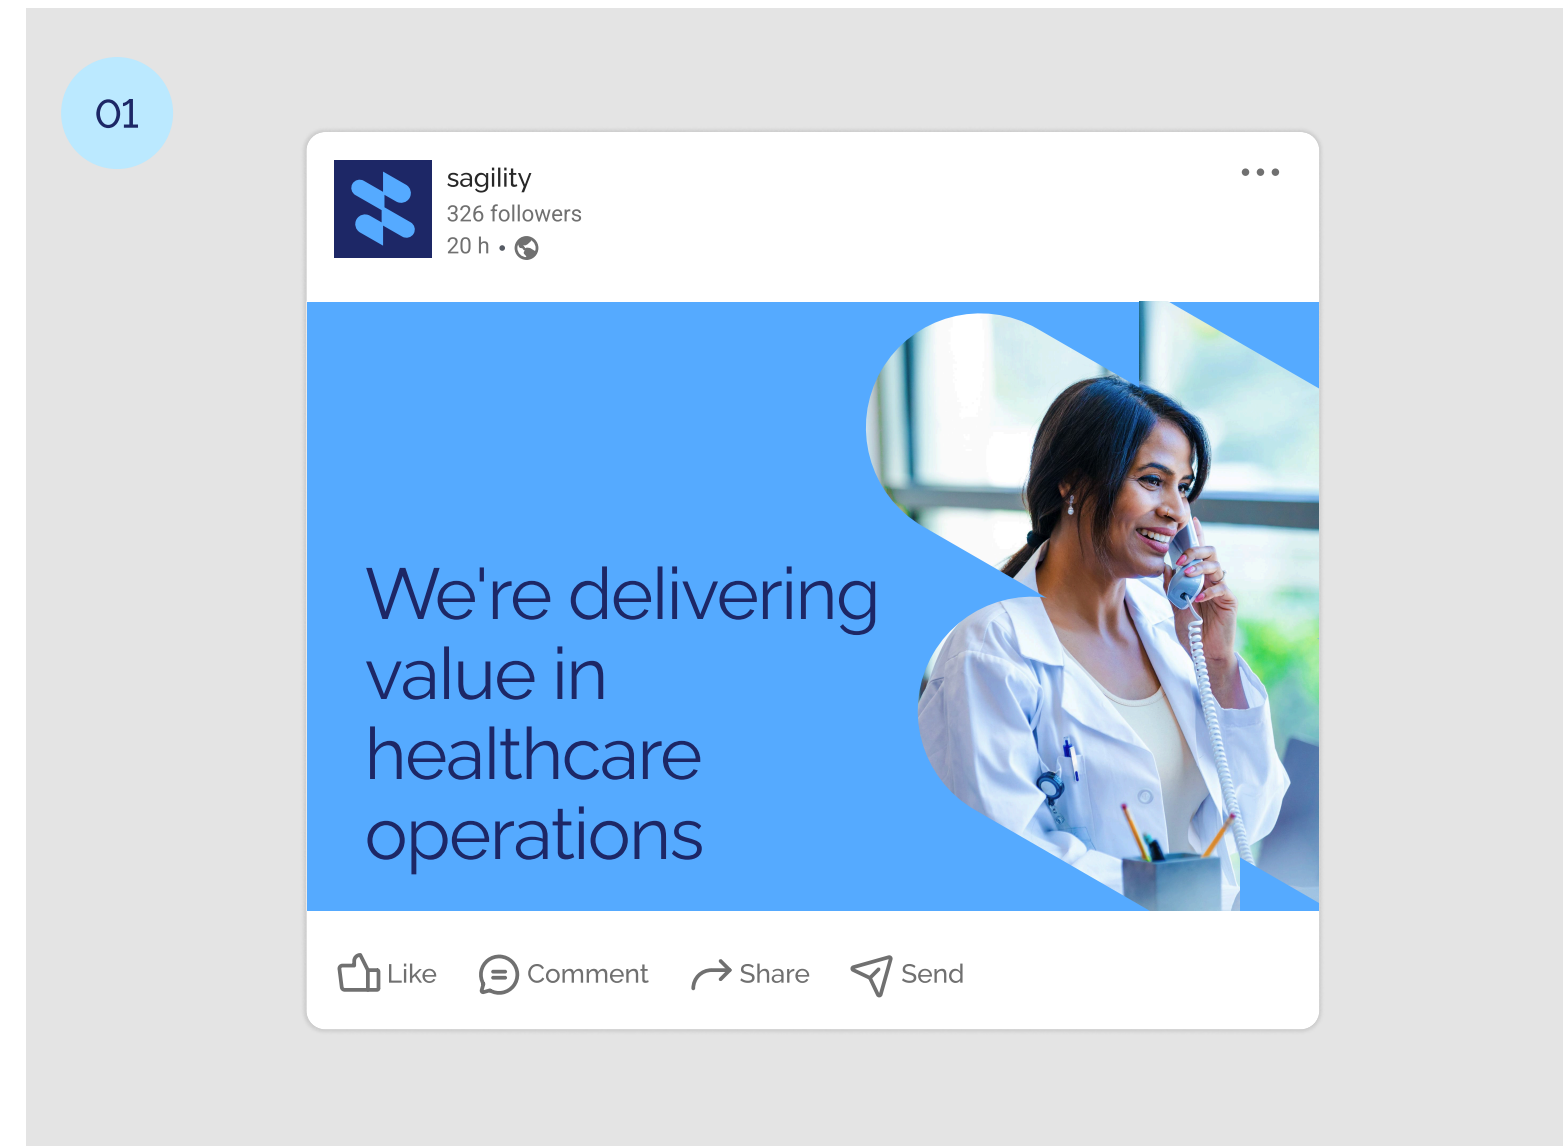 01
sagility
326 followers
20 h •
We're delivering
value in
healthcare
operations
Like
Comment
Share
Send